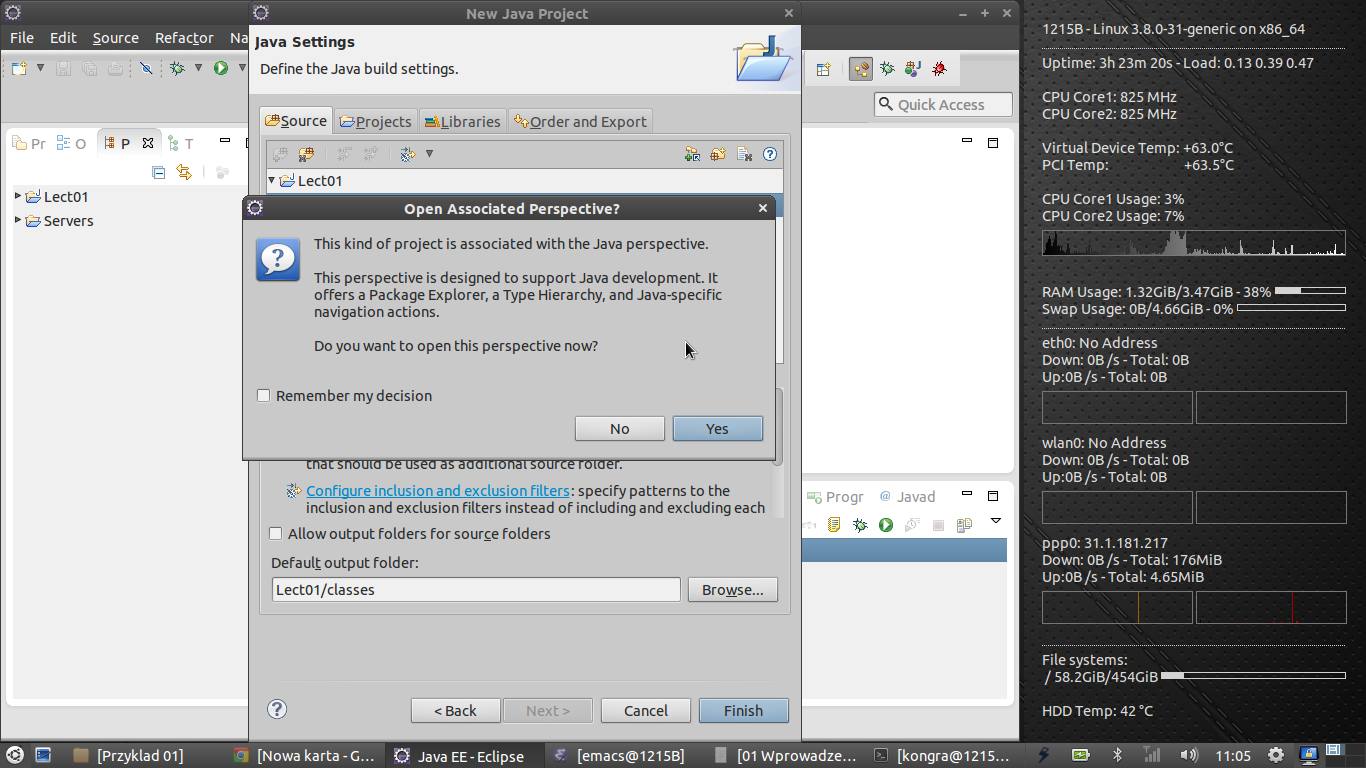 New Java Project
File Edit Source Refactor Na
Java Settings
Define the Java build settings.
Quick Access
Source Projects Libraries Order and Export
Pr O P T
Lect01
Servers
Lect01
Open Associated Perspective?
This kind of project is associated with the Java perspective.
This perspective is designed to support Java development. It
offers a Package Explorer, a Type Hierarchy, and Java-specific
navigation actions.
Do you want to open this perspective now?
Remember my decision
No Yes
that should be used as additional source folder.
Configure inclusion and exclusion filters: specify patterns to the
inclusion and exclusion filters instead of including and excluding each
Allow output folders for source folders
Default output folder:
Lect01/classes Browse...
< Back Next > Cancel Finish
Progr @ Javad
1215B - Linux 3.8.0-31-generic on x86_64
Uptime: 3h 23m 20s - Load: 0.13 0.39 0.47
CPU Core1: 825 MHz
CPU Core2: 825 MHz
Virtual Device Temp: +63.0°C
PCI Temp: +63.5°C
CPU Core1 Usage: 3%
CPU Core2 Usage: 7%
RAM Usage: 1.32GiB/3.47GiB - 38%
Swap Usage: 0B/4.66GiB - 0%
eth0: No Address
Down: 0B /s - Total: 0B
Up:0B /s - Total: 0B
wlan0: No Address
Down: 0B /s - Total: 0B
Up:0B /s - Total: 0B
ppp0: 31.1.181.217
Down: 0B /s - Total: 176MiB
Up:0B /s - Total: 4.65MiB
File systems:
/ 58.2GiB/454GiB
HDD Temp: 42 °C
[Przyklad 01] [Nowa karta - G... Java EE - Eclipse [emacs@1215B] [01 Wprowadze... [kongra@1215... 11:05